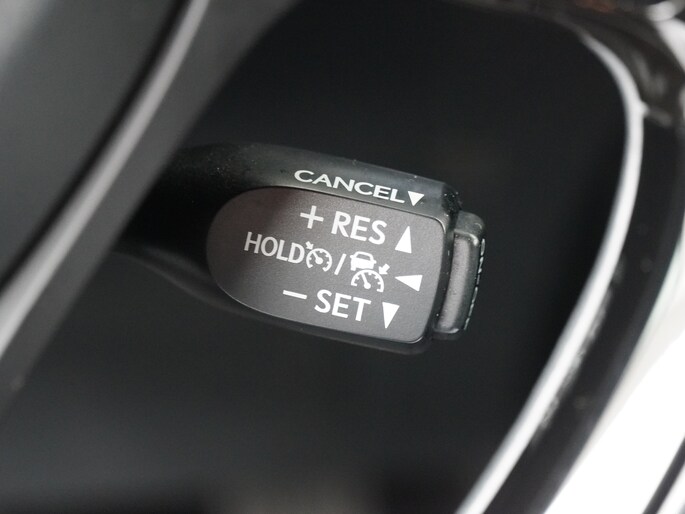 CANCEL▼
+ RES ▲
HOLD / ◀
− SET ▼